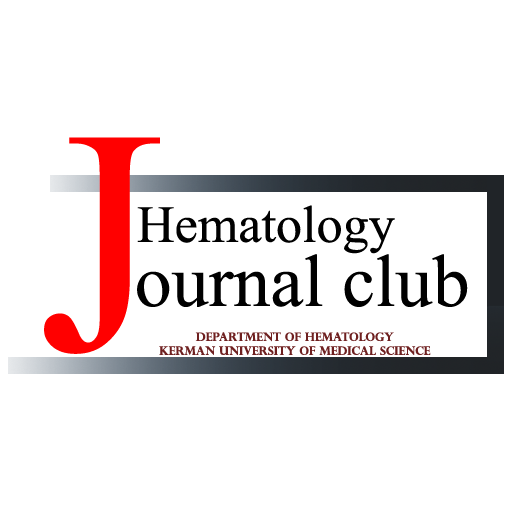 Hematology
Journal club
DEPARTMENT OF HEMATOLOGY
KERMAN UNIVERSITY OF MEDICAL SCIENCE